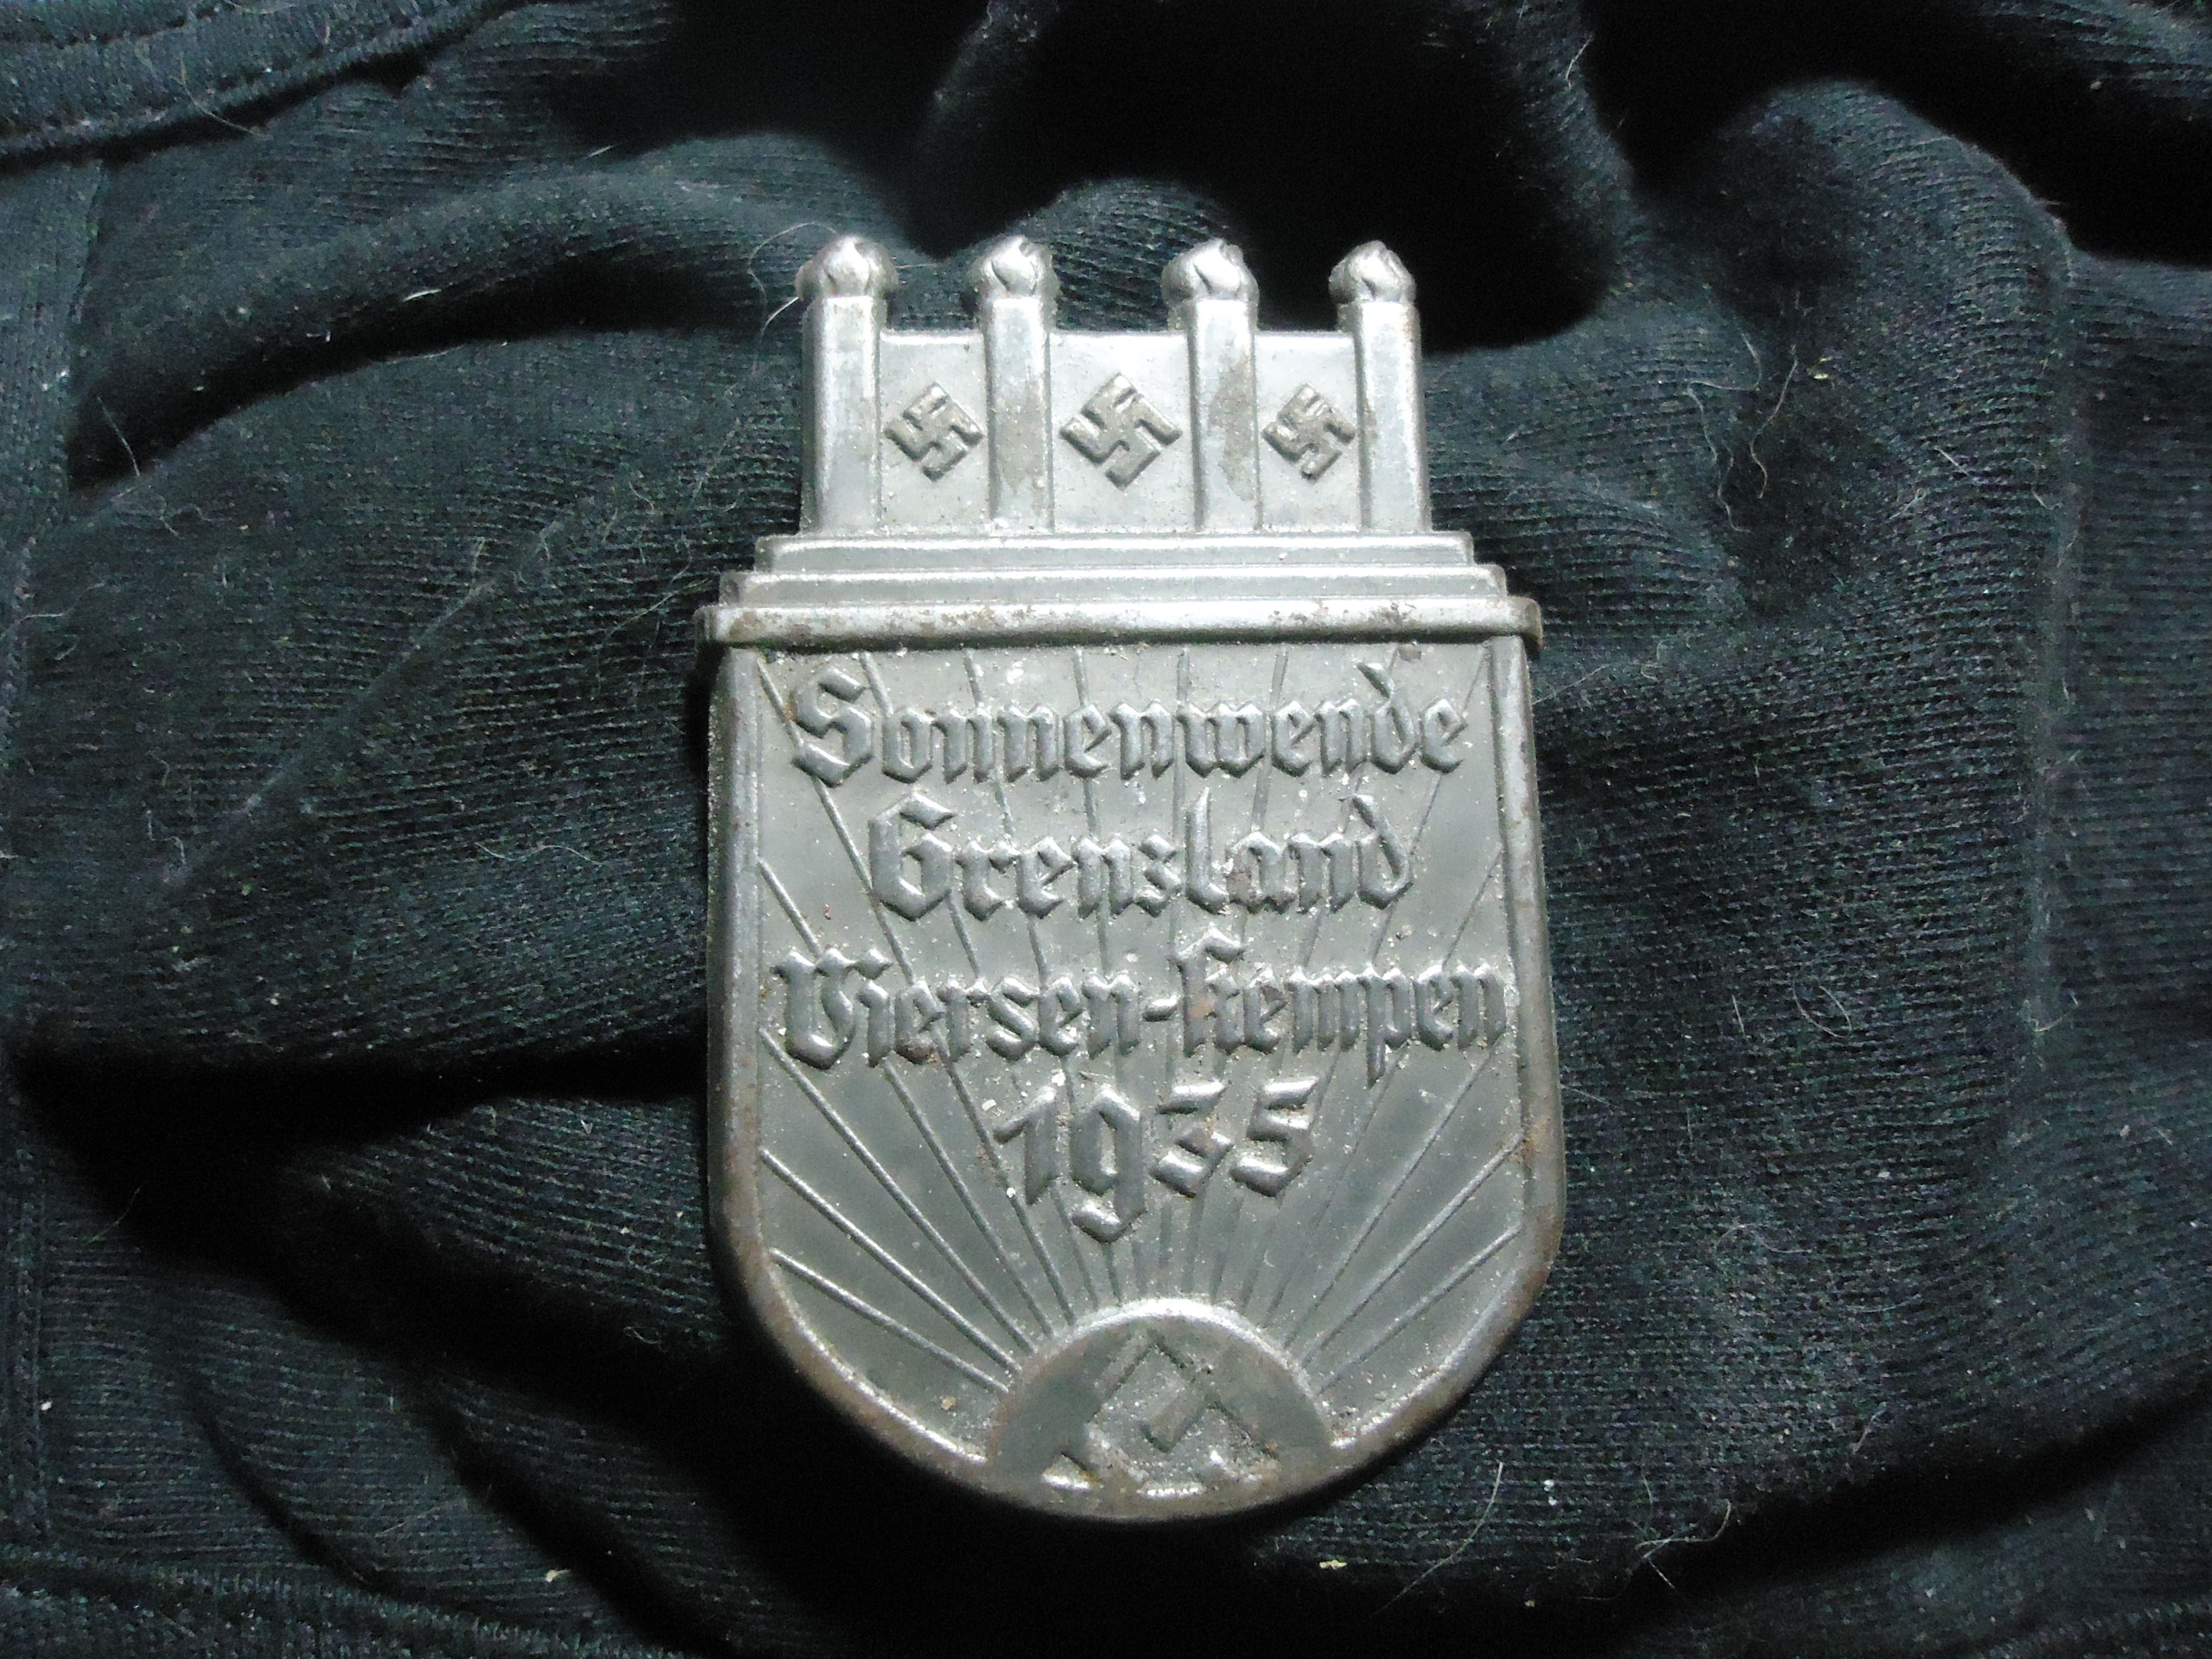 Sonnenwende
Grenzland
Viersen-Kempen
1935